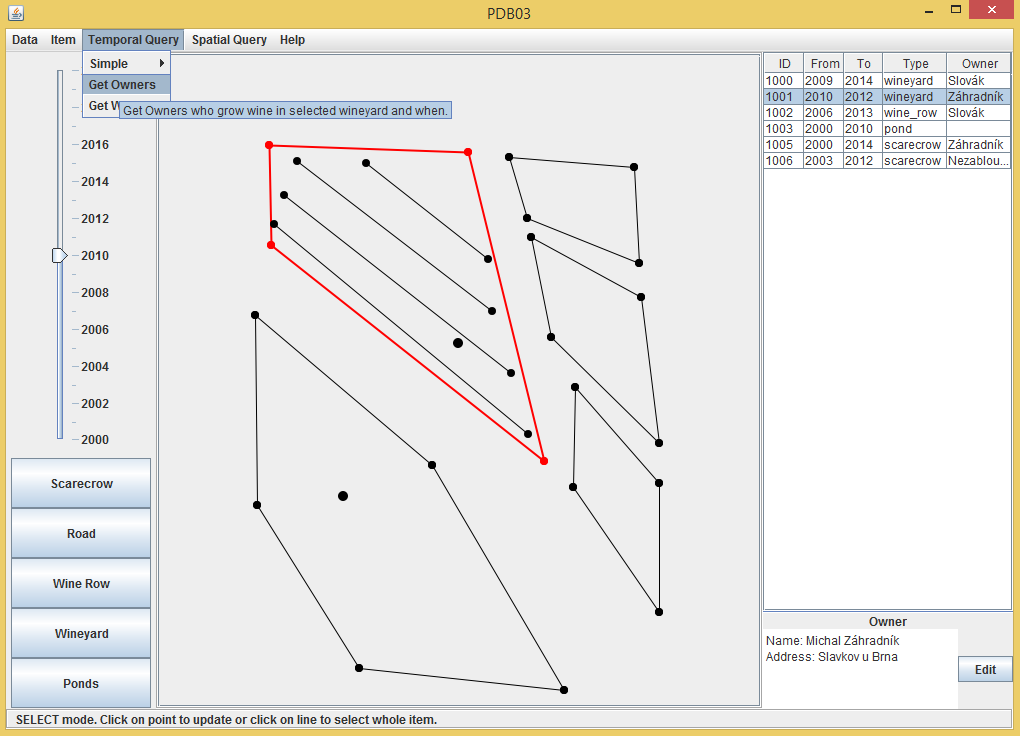 PDB03
Data Item Temporal Query Spatial Query Help
Simple
Get Owners
Get W
Get Owners who grow wine in selected wineyard and when.
2016
2014
2012
2010
2008
2006
2004
2002
2000
Scarecrow
Road
Wine Row
Wineyard
Ponds
ID From To Type Owner
1000 2009 2014 wineyard Slovák
1001 2010 2012 wineyard Záhradník
1002 2006 2013 wine_row Slovák
1003 2000 2010 pond
1005 2000 2014 scarecrow Záhradník
1006 2003 2012 scarecrow Nezablou...
Owner
Name: Michal Záhradník
Address: Slavkov u Brna
Edit
SELECT mode. Click on point to update or click on line to select whole item.